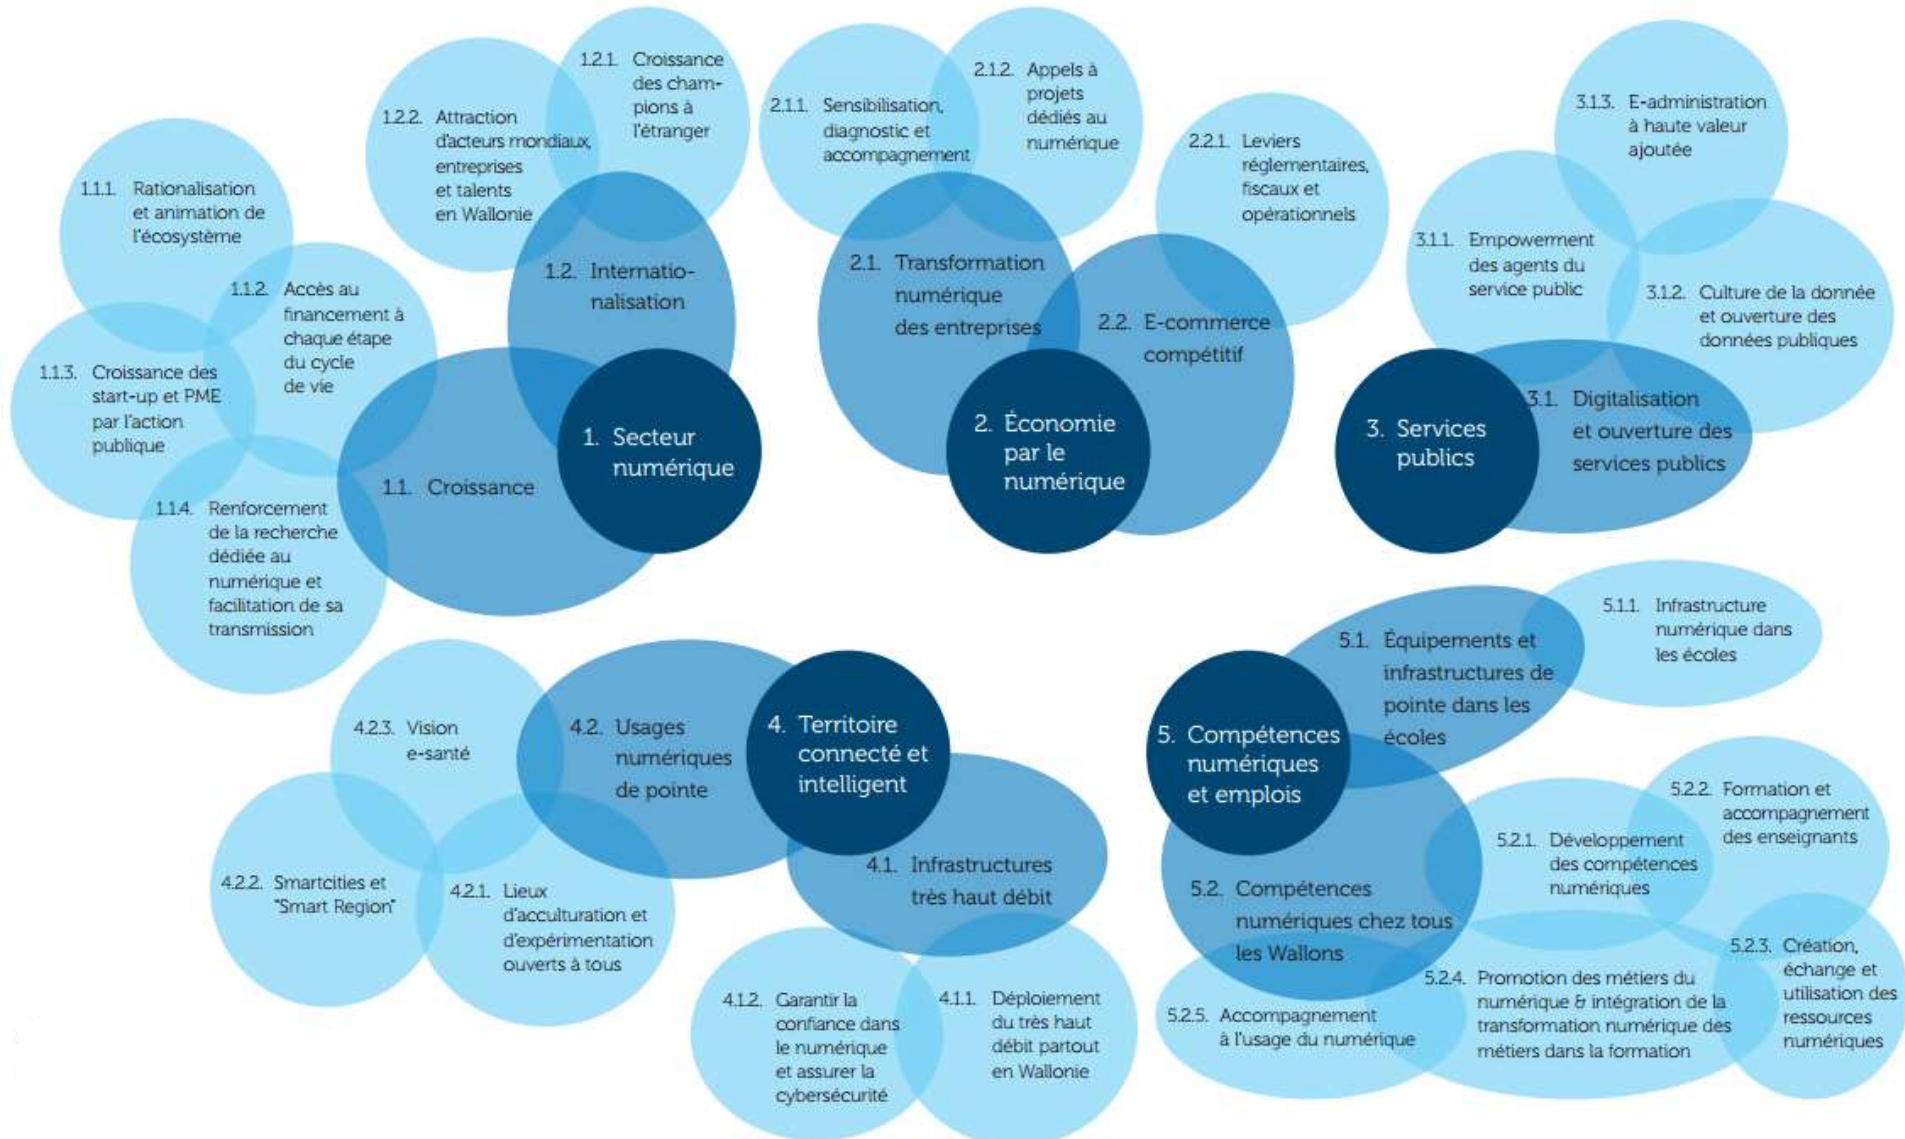 1. Secteur
numérique
1.1. Croissance
1.1.1. Rationalisation
et animation de
l'écosystème
1.1.2. Accès au
financement à
chaque étape
du cycle
de vie
1.1.3. Croissance des
start-up et PME
par l'action
publique
1.1.4. Renforcement
de la recherche
dédiée au
numérique et
facilitation de sa
transmission
1.2. Internatio-
nalisation
1.2.1. Croissance
des cham-
pions à
l'étranger
1.2.2. Attraction
d'acteurs mondiaux,
entreprises
et talents
en Wallonie
2. Économie
par le
numérique
2.1. Transformation
numérique
des entreprises
2.1.1. Sensibilisation,
diagnostic et
accompagnement
2.1.2. Appels à
projets
dédiés au
numérique
2.2. E-commerce
compétitif
2.2.1. Leviers
réglementaires,
fiscaux et
opérationnels
3. Services
publics
3.1. Digitalisation
et ouverture des
services publics
3.1.1. Empowerment
des agents du
service public
3.1.2. Culture de la donnée
et ouverture des
données publiques
3.1.3. E-administration
à haute valeur
ajoutée
4. Territoire
connecté et
intelligent
4.1. Infrastructures
très haut débit
4.1.1. Déploiement
du très haut
débit partout
en Wallonie
4.1.2. Garantir la
confiance dans
le numérique
et assurer la
cybersécurité
4.2. Usages
numériques
de pointe
4.2.1. Lieux
d'acculturation et
d'expérimentation
ouverts à tous
4.2.2. Smartcities et
"Smart Region"
4.2.3. Vision
e-santé
5. Compétences
numériques
et emplois
5.1. Équipements et
infrastructures de
pointe dans les
écoles
5.1.1. Infrastructure
numérique dans
les écoles
5.2. Compétences
numériques chez tous
les Wallons
5.2.1. Développement
des compétences
numériques
5.2.2. Formation et
accompagnement
des enseignants
5.2.3. Création,
échange et
utilisation des
ressources
numériques
5.2.4. Promotion des métiers du
numérique & intégration de la
transformation numérique des
métiers dans la formation
5.2.5. Accompagnement
à l'usage du numérique